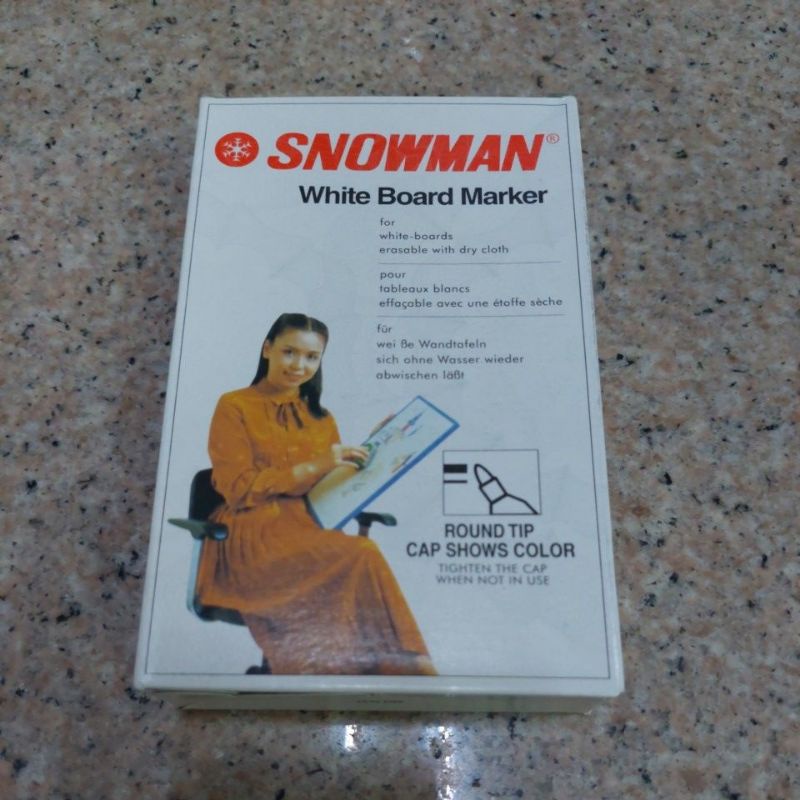 SNOWMAN®
White Board Marker
for
white-boards
erasable with dry cloth
pour
tableaux blancs
effaçable avec une étoffe sèche
für
wei ße Wandtafeln
sich ohne Wasser wieder
abwischen läßt
ROUND TIP
CAP SHOWS COLOR
TIGHTEN THE CAP
WHEN NOT IN USE